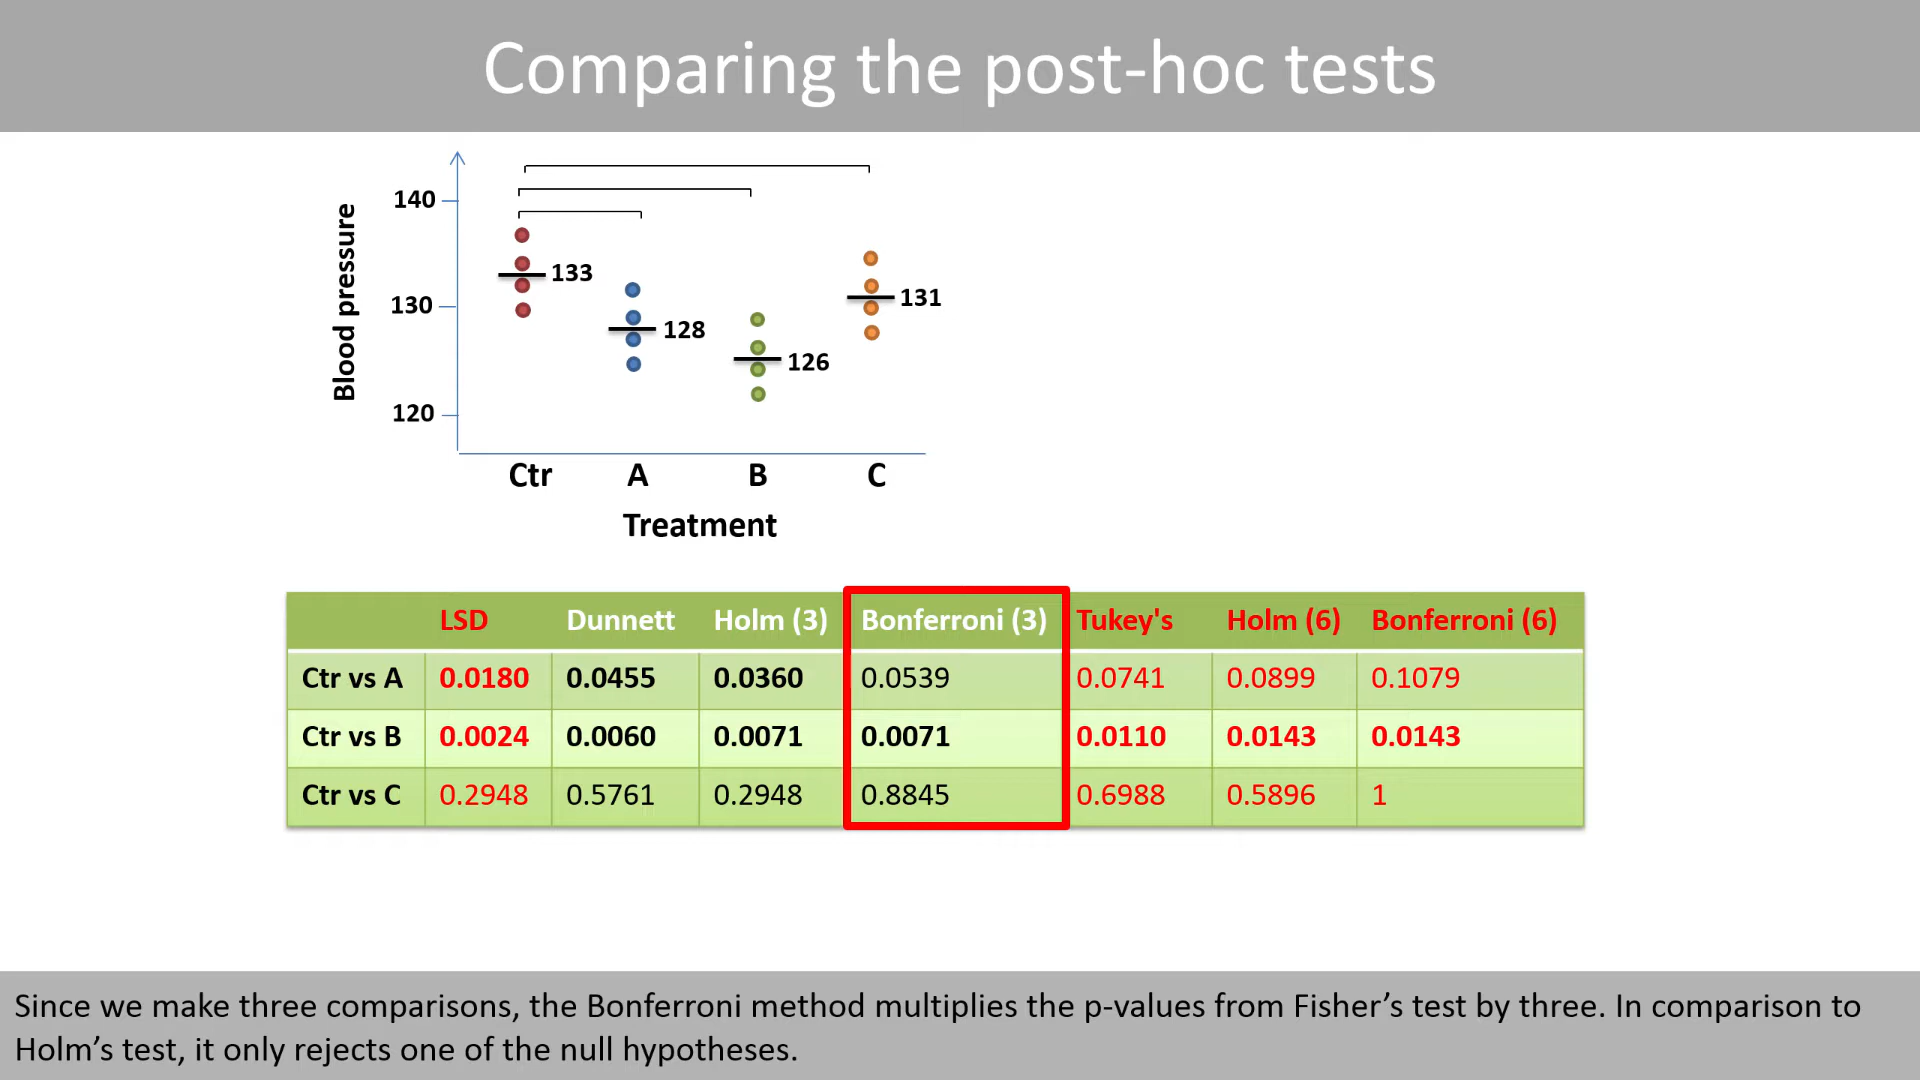 Comparing the post-hoc tests
Blood pressure
140
130
120
133
128
126
131
Ctr A B C
Treatment
LSD Dunnett Holm (3) Bonferroni (3) Tukey's Holm (6) Bonferroni (6)
Ctr vs A 0.0180 0.0455 0.0360 0.0539 0.0741 0.0899 0.1079
Ctr vs B 0.0024 0.0060 0.0071 0.0071 0.0110 0.0143 0.0143
Ctr vs C 0.2948 0.5761 0.2948 0.8845 0.6988 0.5896 1
Since we make three comparisons, the Bonferroni method multiplies the p-values from Fisher’s test by three. In comparison to
Holm’s test, it only rejects one of the null hypotheses.